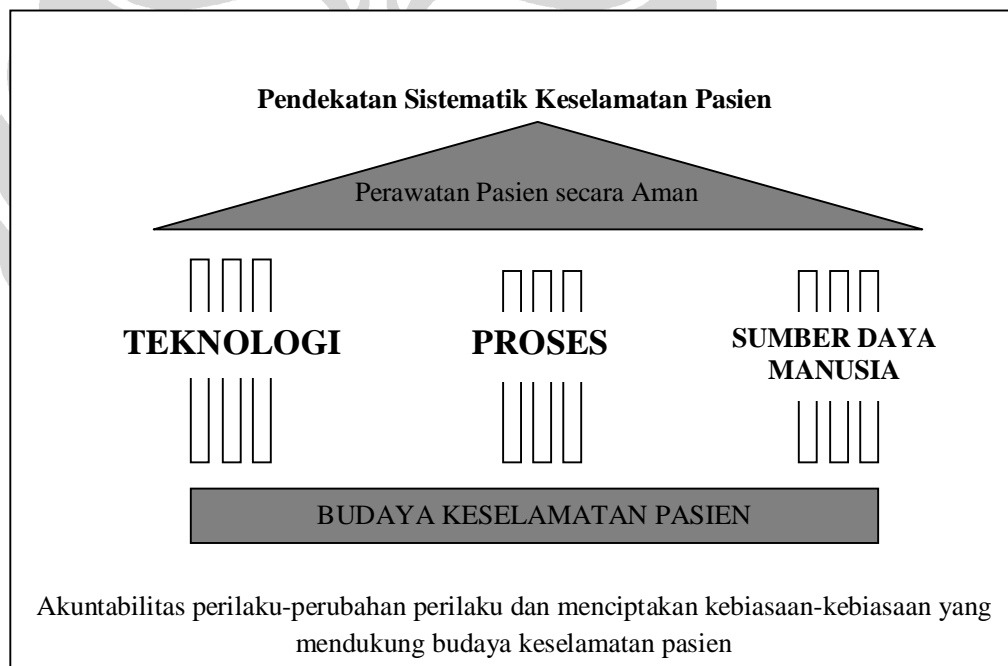 Pendekatan Sistematik Keselamatan Pasien
Perawatan Pasien secara Aman
TEKNOLOGI
PROSES
SUMBER DAYA
MANUSIA
BUDAYA KESELAMATAN PASIEN
Akuntabilitas perilaku-perubahan perilaku dan menciptakan kebiasaan-kebiasaan yang
mendukung budaya keselamatan pasien